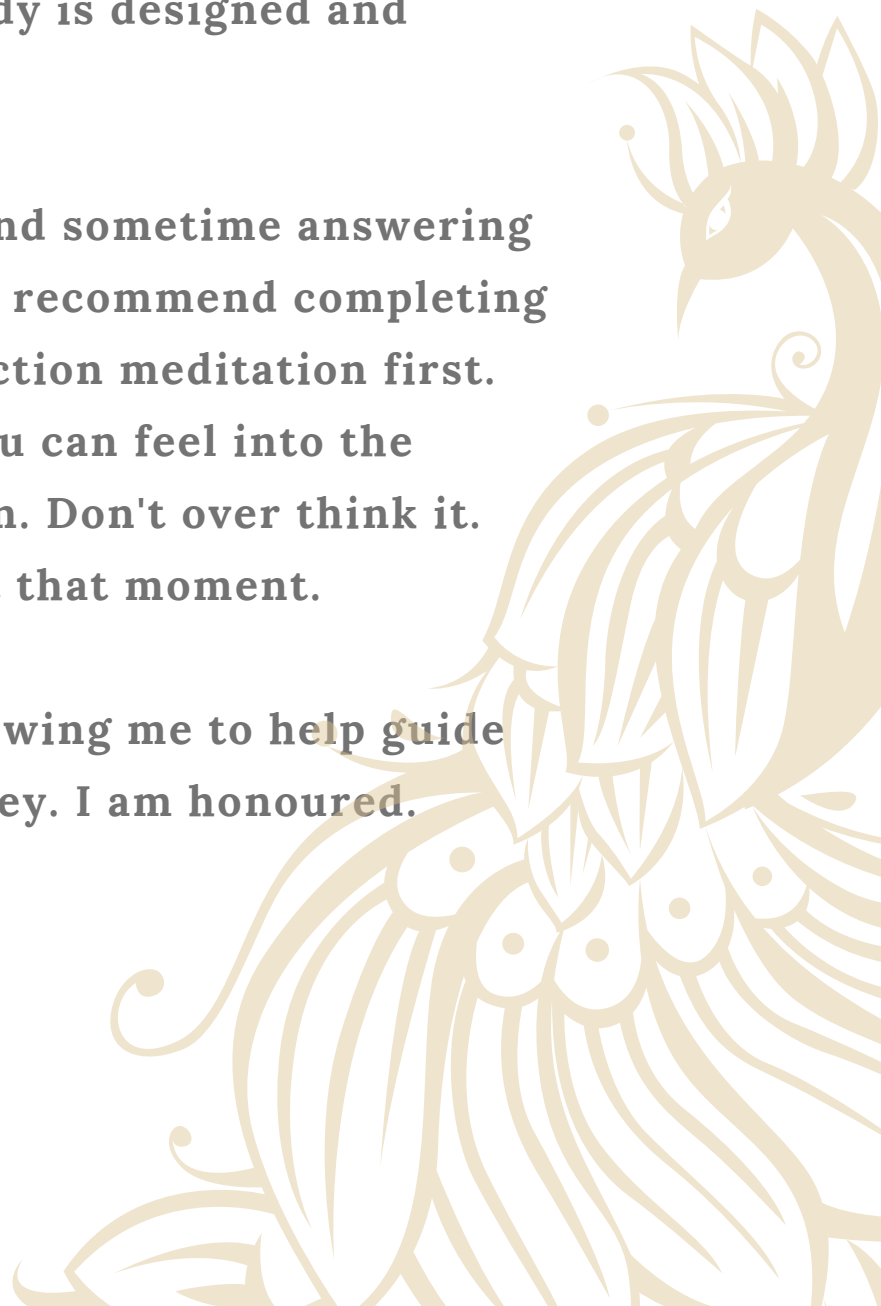 dy is designed and
nd sometime answering
recommend completing
ction meditation first.
u can feel into the
n. Don't over think it.
that moment.
wing me to help guide
ey. I am honoured.